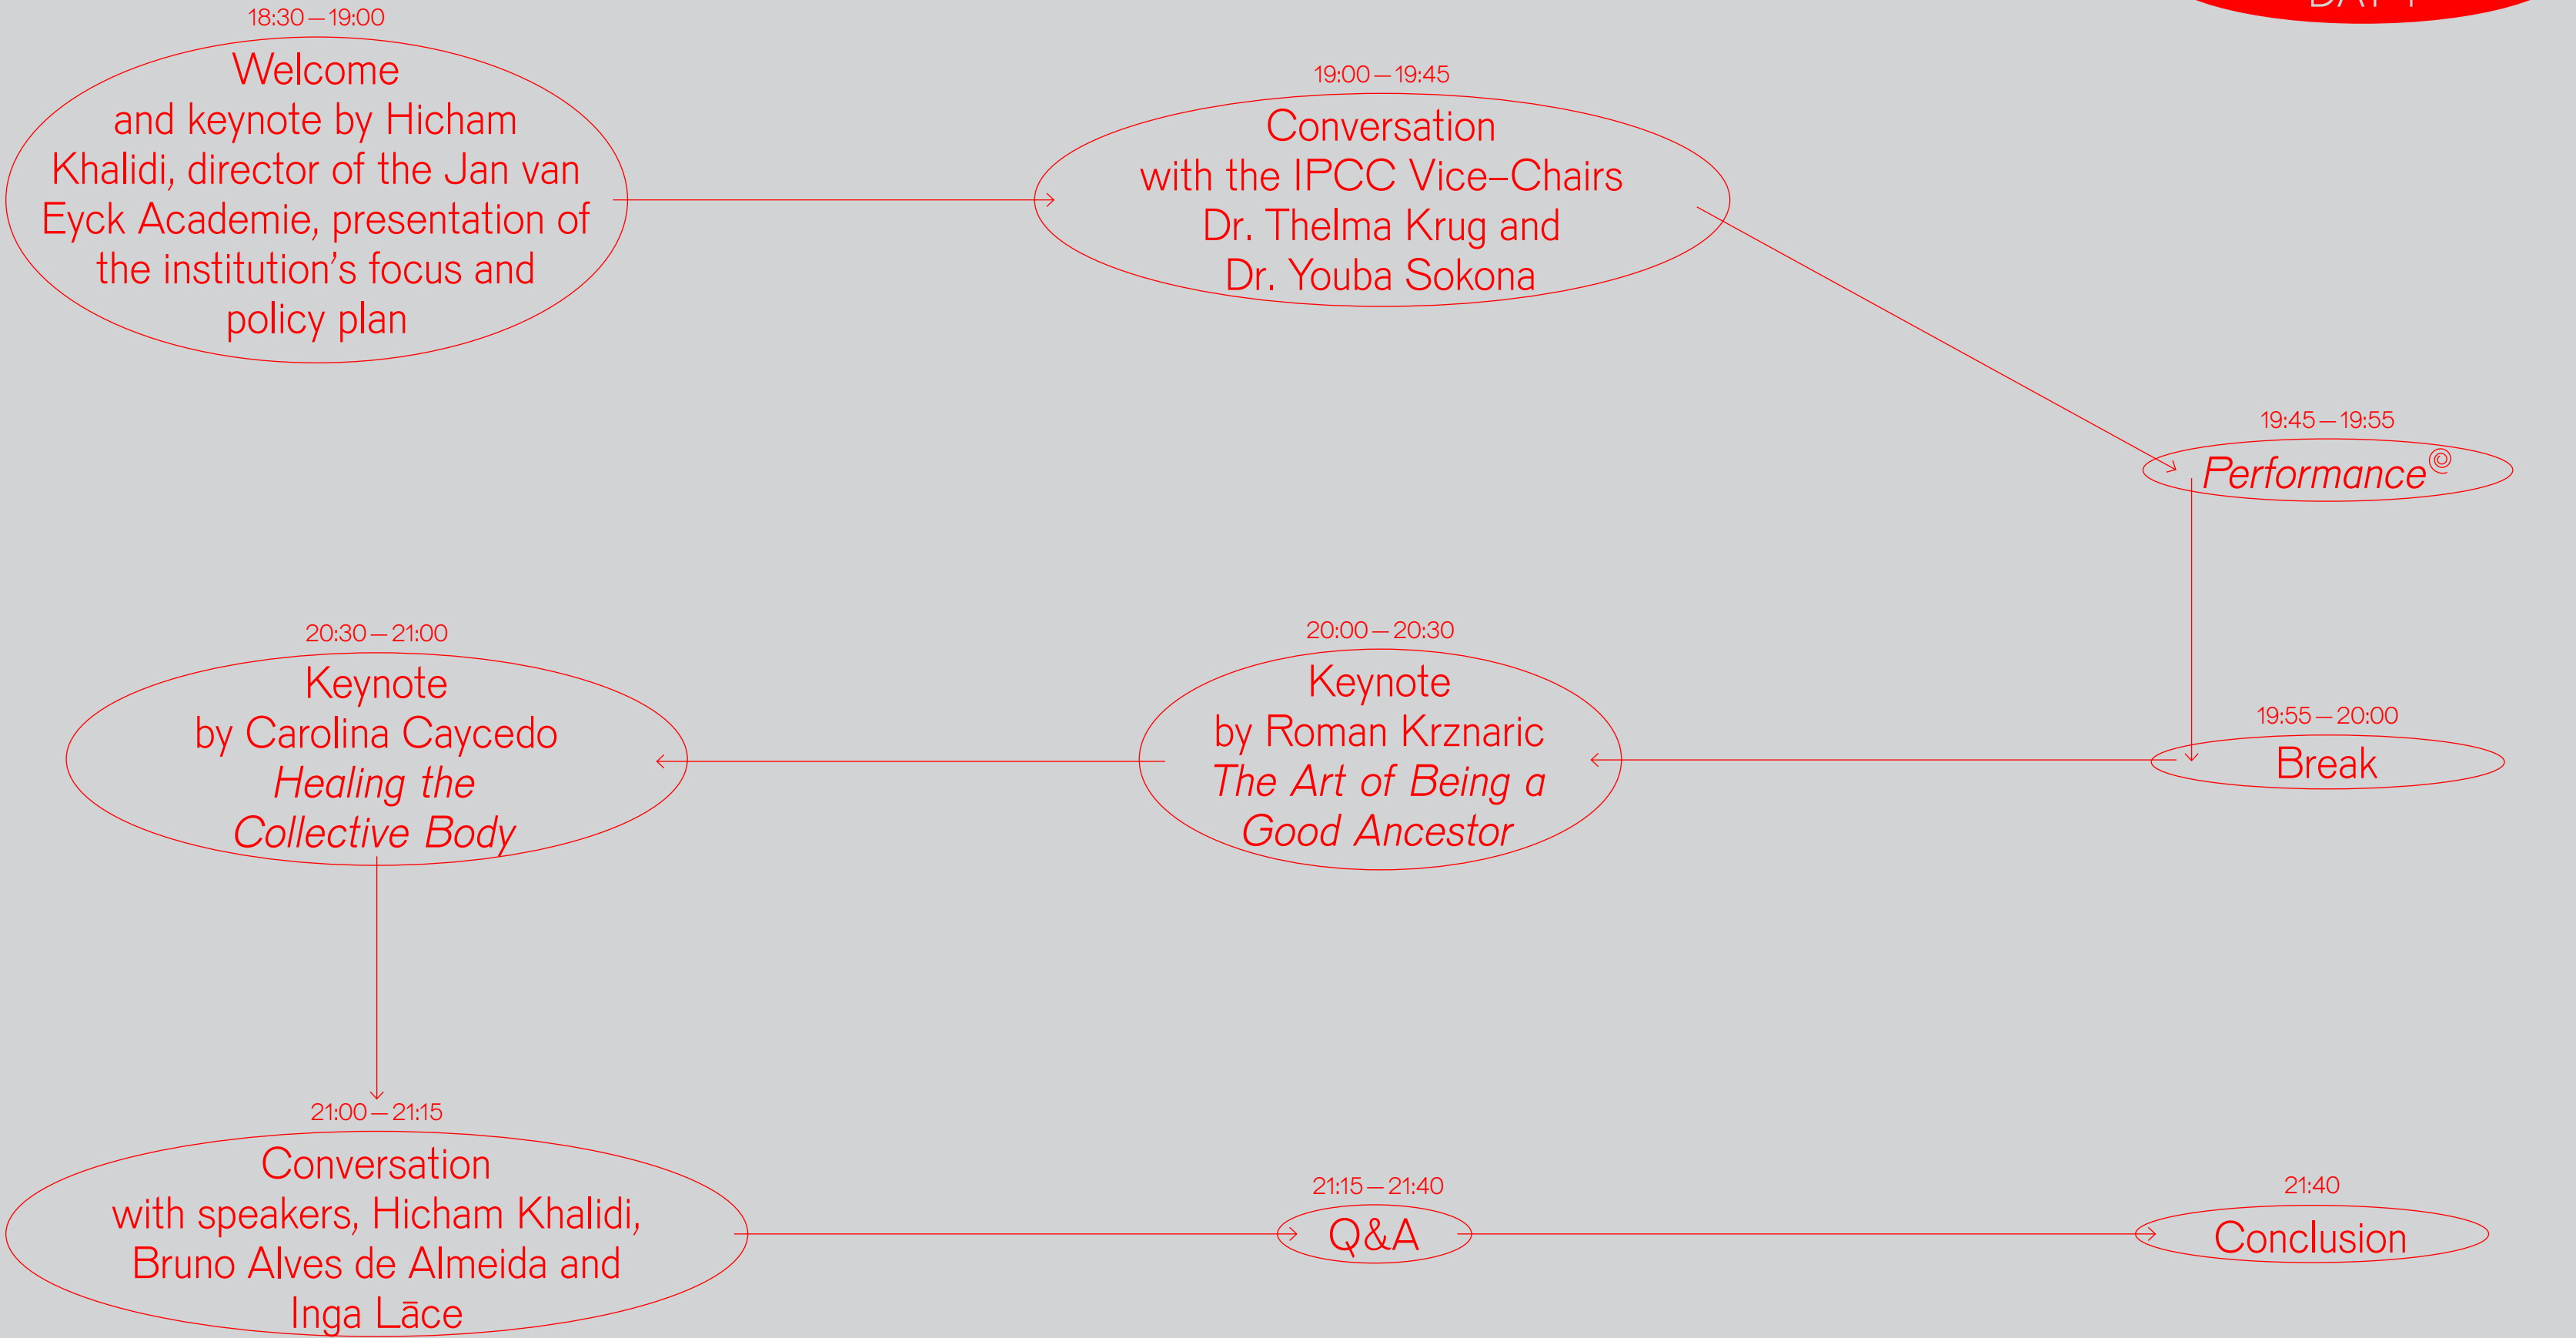 18:30 — 19:00
Welcome
and keynote by Hicham
Khalidi, director of the Jan van
Eyck Academie, presentation of
the institution’s focus and
policy plan
19:00 — 19:45
Conversation
with the IPCC Vice–Chairs
Dr. Thelma Krug and
Dr. Youba Sokona
19:45 — 19:55
Performance
19:55 — 20:00
Break
20:00 — 20:30
Keynote
by Roman Krznaric
The Art of Being a
Good Ancestor
20:30 — 21:00
Keynote
by Carolina Caycedo
Healing the
Collective Body
21:00 — 21:15
Conversation
with speakers, Hicham Khalidi,
Bruno Alves de Almeida and
Inga Lāce
21:15 — 21:40
Q&A
21:40
Conclusion